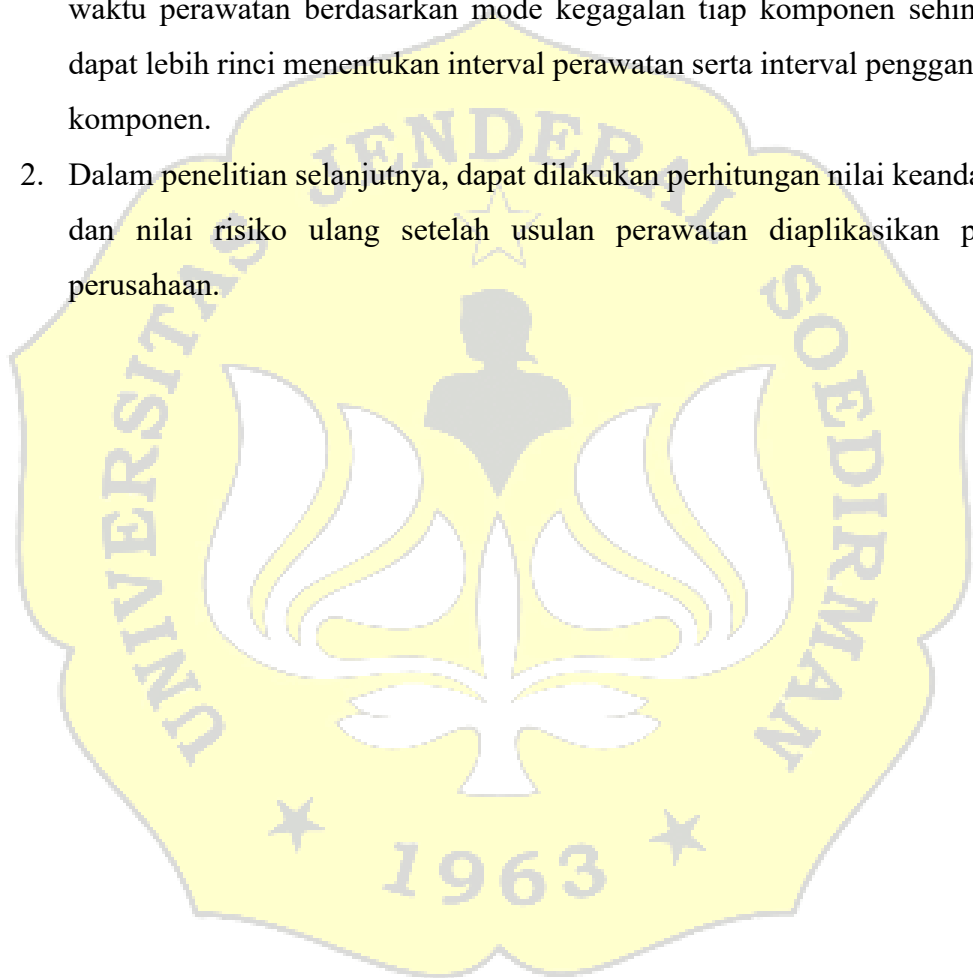 waktu perawatan berdasarkan mode kegagalan tiap komponen sehin
dapat lebih rinci menentukan interval perawatan serta interval penggan
komponen.
2. Dalam penelitian selanjutnya, dapat dilakukan perhitungan nilai keanda
dan nilai risiko ulang setelah usulan perawatan diaplikasikan p
perusahaan.
UNIVERSITAS JENDERAL SOEDIRMAN
1963